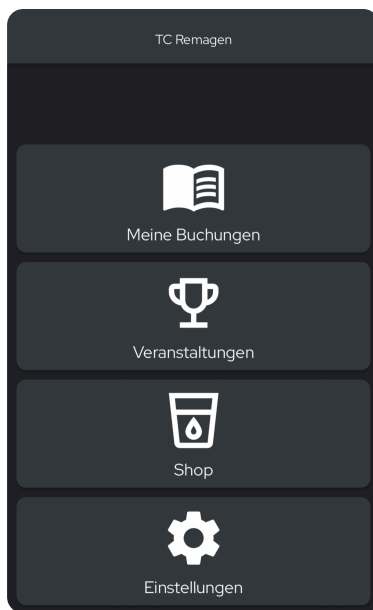 TC Remagen
Meine Buchungen
Veranstaltungen
Shop
Einstellungen